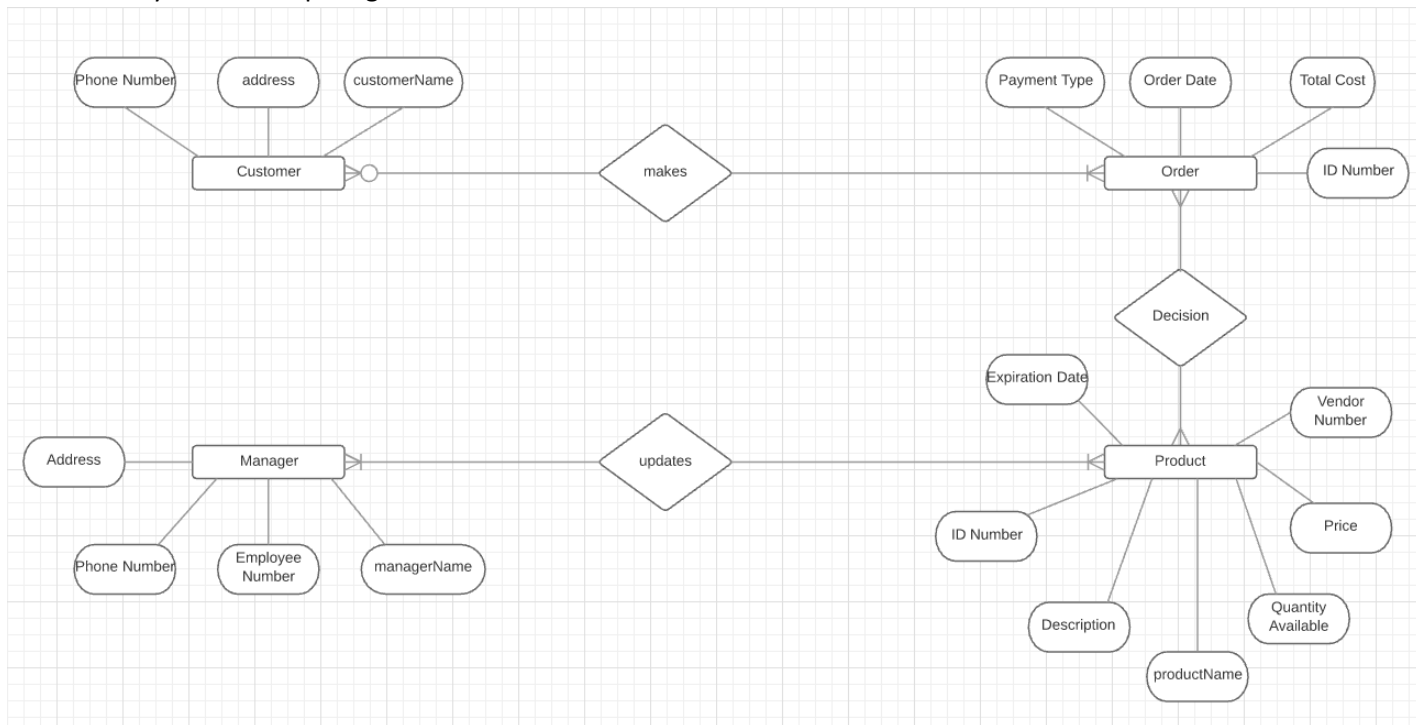 Phone Number
address
customerName
Payment Type
Order Date
Total Cost
Customer
makes
Order
ID Number
Decision
Expiration Date
Vendor
Number
Address
Manager
updates
Product
ID Number
Price
Phone Number
Employee
Number
managerName
Description
Quantity
Available
productName